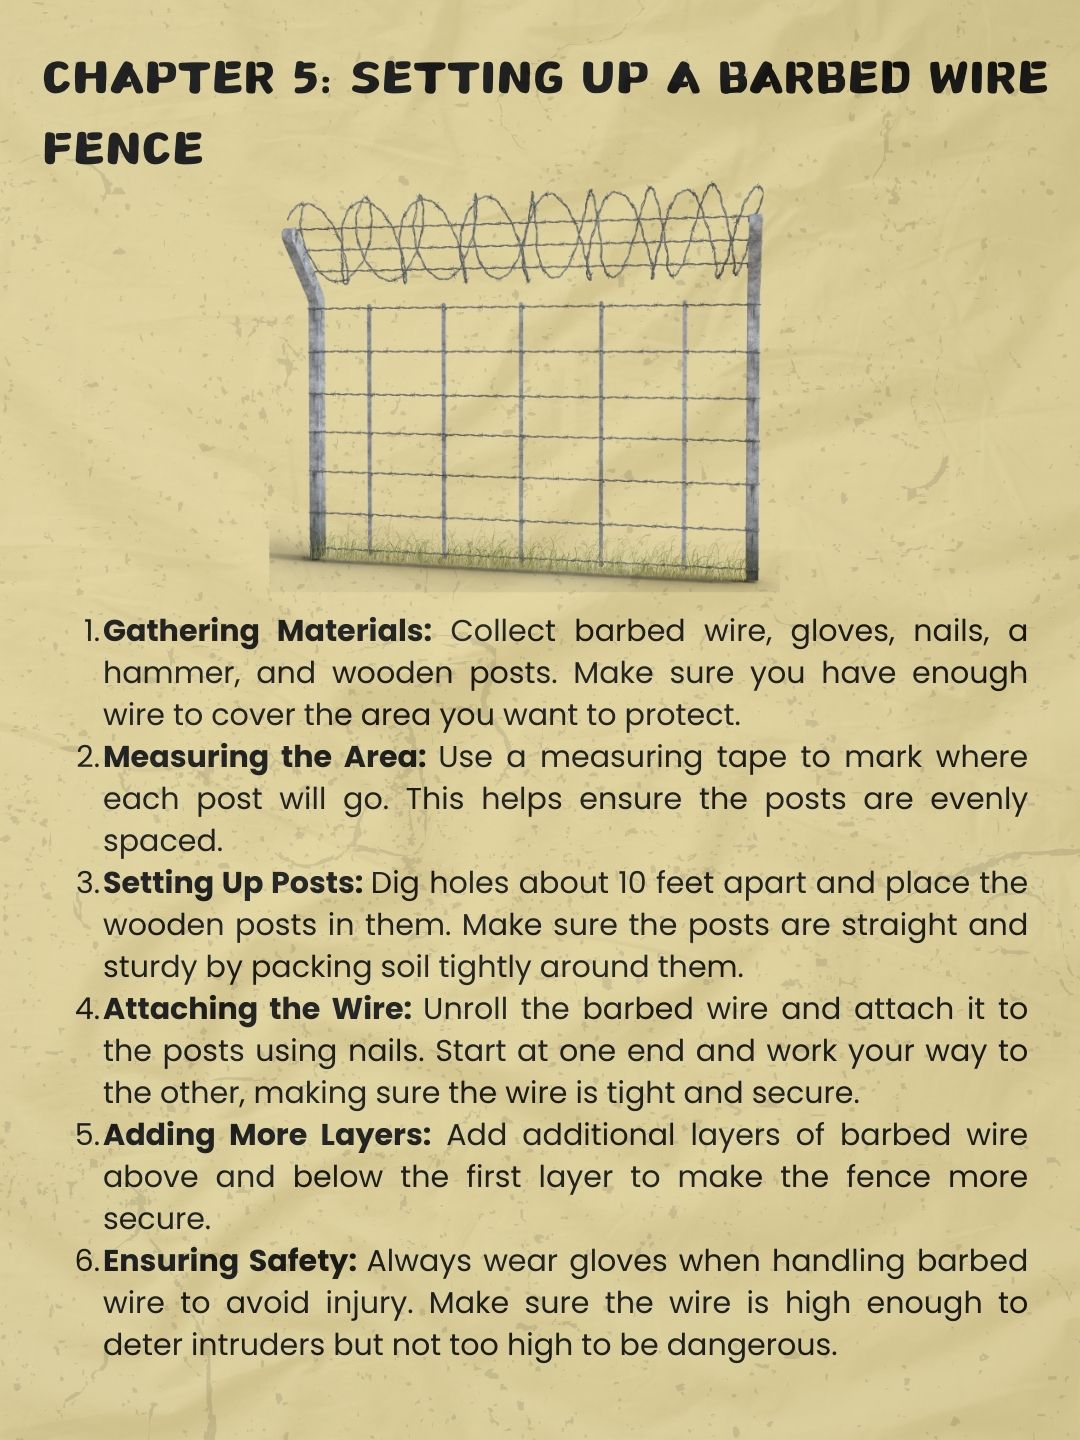 CHAPTER 5: SETTING UP A BARBED WIRE
FENCE
1. Gathering Materials: Collect barbed wire, gloves, nails, a
hammer, and wooden posts. Make sure you have enough
wire to cover the area you want to protect.
2. Measuring the Area: Use a measuring tape to mark where
each post will go. This helps ensure the posts are evenly
spaced.
3. Setting Up Posts: Dig holes about 10 feet apart and place the
wooden posts in them. Make sure the posts are straight and
sturdy by packing soil tightly around them.
4. Attaching the Wire: Unroll the barbed wire and attach it to
the posts using nails. Start at one end and work your way to
the other, making sure the wire is tight and secure.
5. Adding More Layers: Add additional layers of barbed wire
above and below the first layer to make the fence more
secure.
6. Ensuring Safety: Always wear gloves when handling barbed
wire to avoid injury. Make sure the wire is high enough to
deter intruders but not too high to be dangerous.